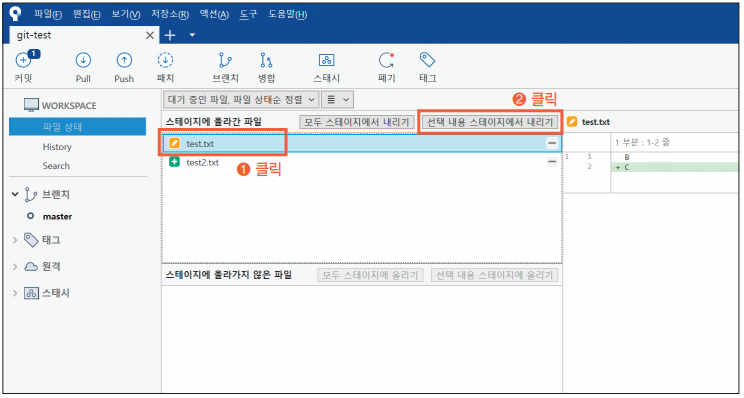 파일(F) 편집(E) 보기(V) 저장소(R) 액션(A) 도구 도움말(H)
git-test
1
커밋 Pull Push 패치 브랜치 병합 스태시 폐기 태그
WORKSPACE
파일 상태
History
Search
브랜치
master
태그
원격
스태시
대기 중인 파일, 파일 상태순 정렬
② 클릭
스테이지에 올라간 파일 모두 스테이지에서 내리기 선택 내용 스테이지에서 내리기
test.txt
test2.txt
① 클릭
스테이지에 올라가지 않은 파일 모두 스테이지에 올리기 선택 내용 스테이지에 올리기
test.txt
1 부분 : 1-2 줄
1 1 B
2 + C